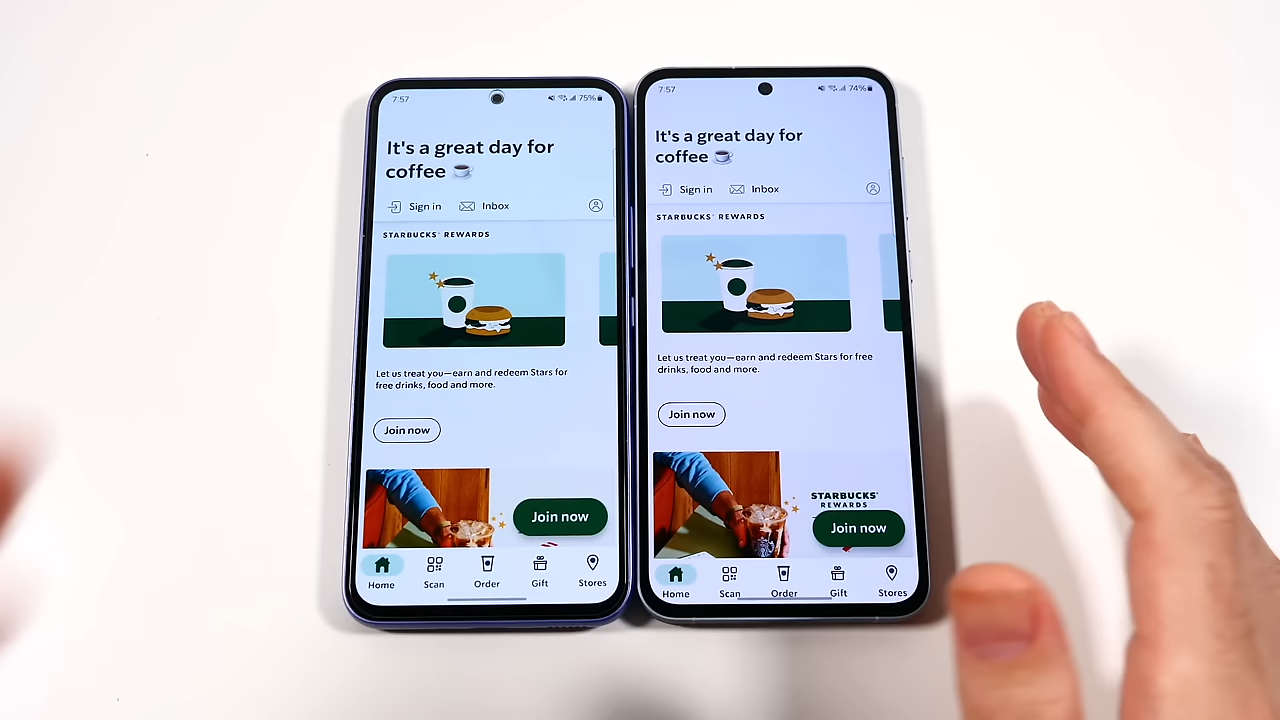 7:57
75%
It's a great day for
coffee
Sign in
Inbox
STARBUCKS® REWARDS
Let us treat you—earn and redeem Stars for
free drinks, food and more.
Join now
Join now
Home
Scan
Order
Gift
Stores
7:57
74%
It's a great day for
coffee
Sign in
Inbox
STARBUCKS® REWARDS
Let us treat you—earn and redeem Stars for free
drinks, food and more.
Join now
STARBUCKS®
REWARDS
Join now
Home
Scan
Order
Gift
Stores